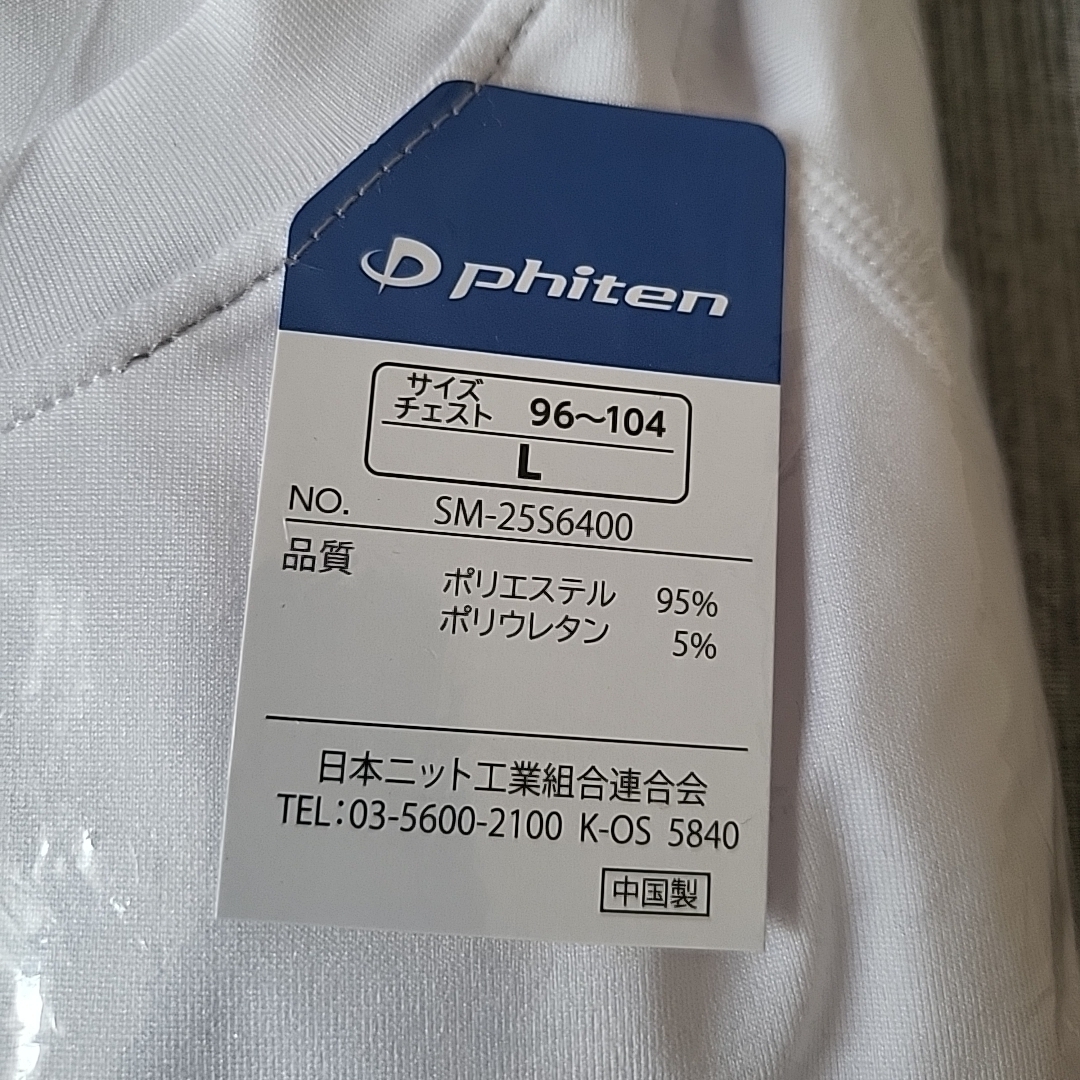 phiten
サイズ
チェスト 96〜104
L
NO. SM-25S6400
品質
ポリエステル 95%
ポリウレタン 5%
日本ニット工業組合連合会
TEL:03-5600-2100 K-OS 5840
中国製